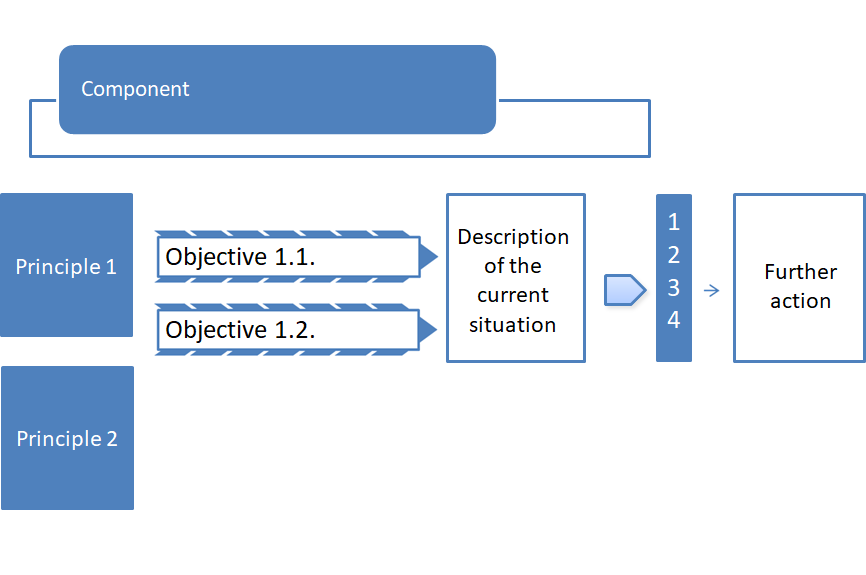 Component
Principle 1
Objective 1.1.
Objective 1.2.
Description
of the
current
situation
1
2
3
4
Further
action
Principle 2